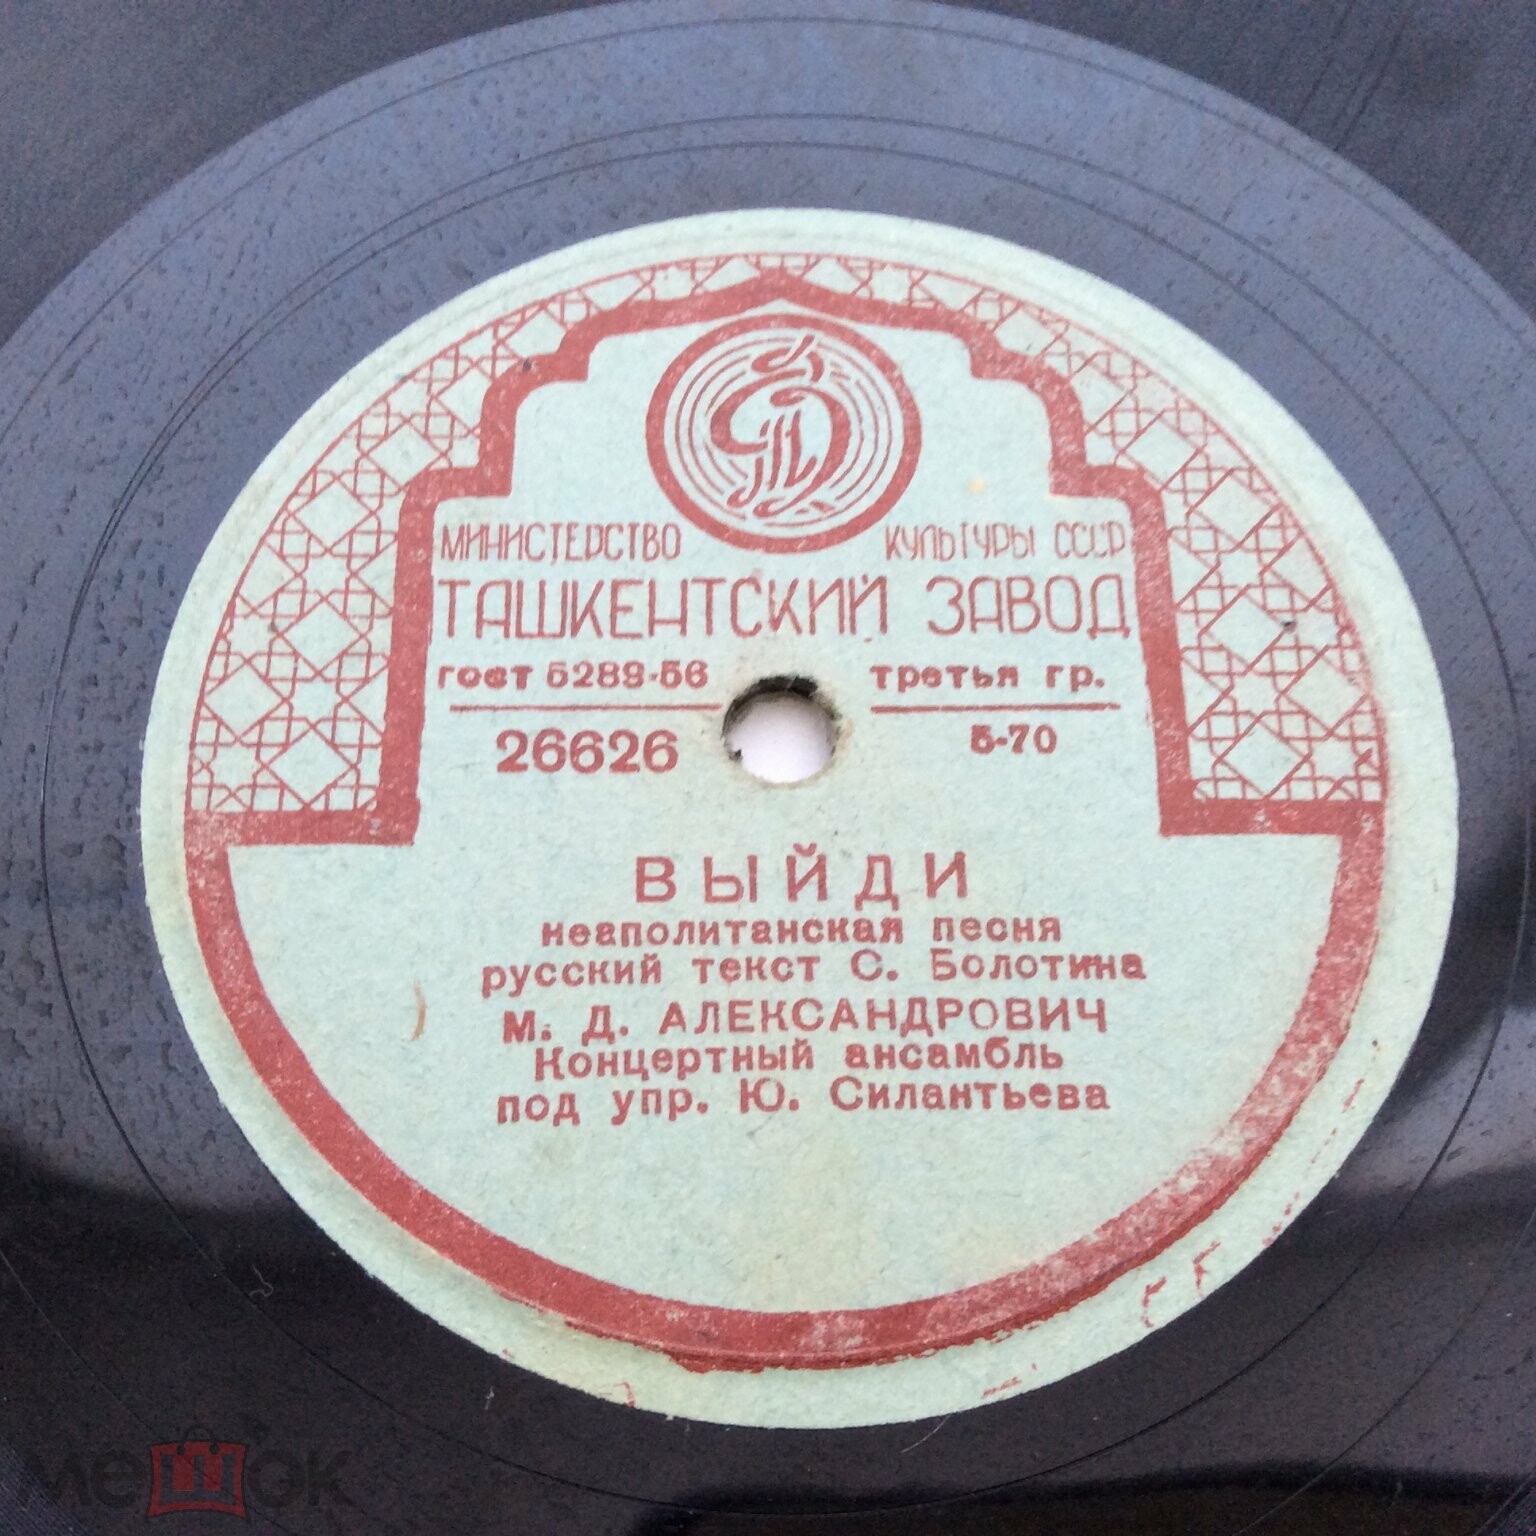 МИНИСТЕРСТВО КУЛЬТУРЫ СССР
ТАШКЕНТСКИЙ ЗАВОД
гост 5289-56 третья гр.
26626 5-70
ВЫЙДИ
неаполитанская песня
русский текст С. Болотина
М. Д. АЛЕКСАНДРОВИЧ
Концертный ансамбль
под упр. Ю. Силантьева
мешок